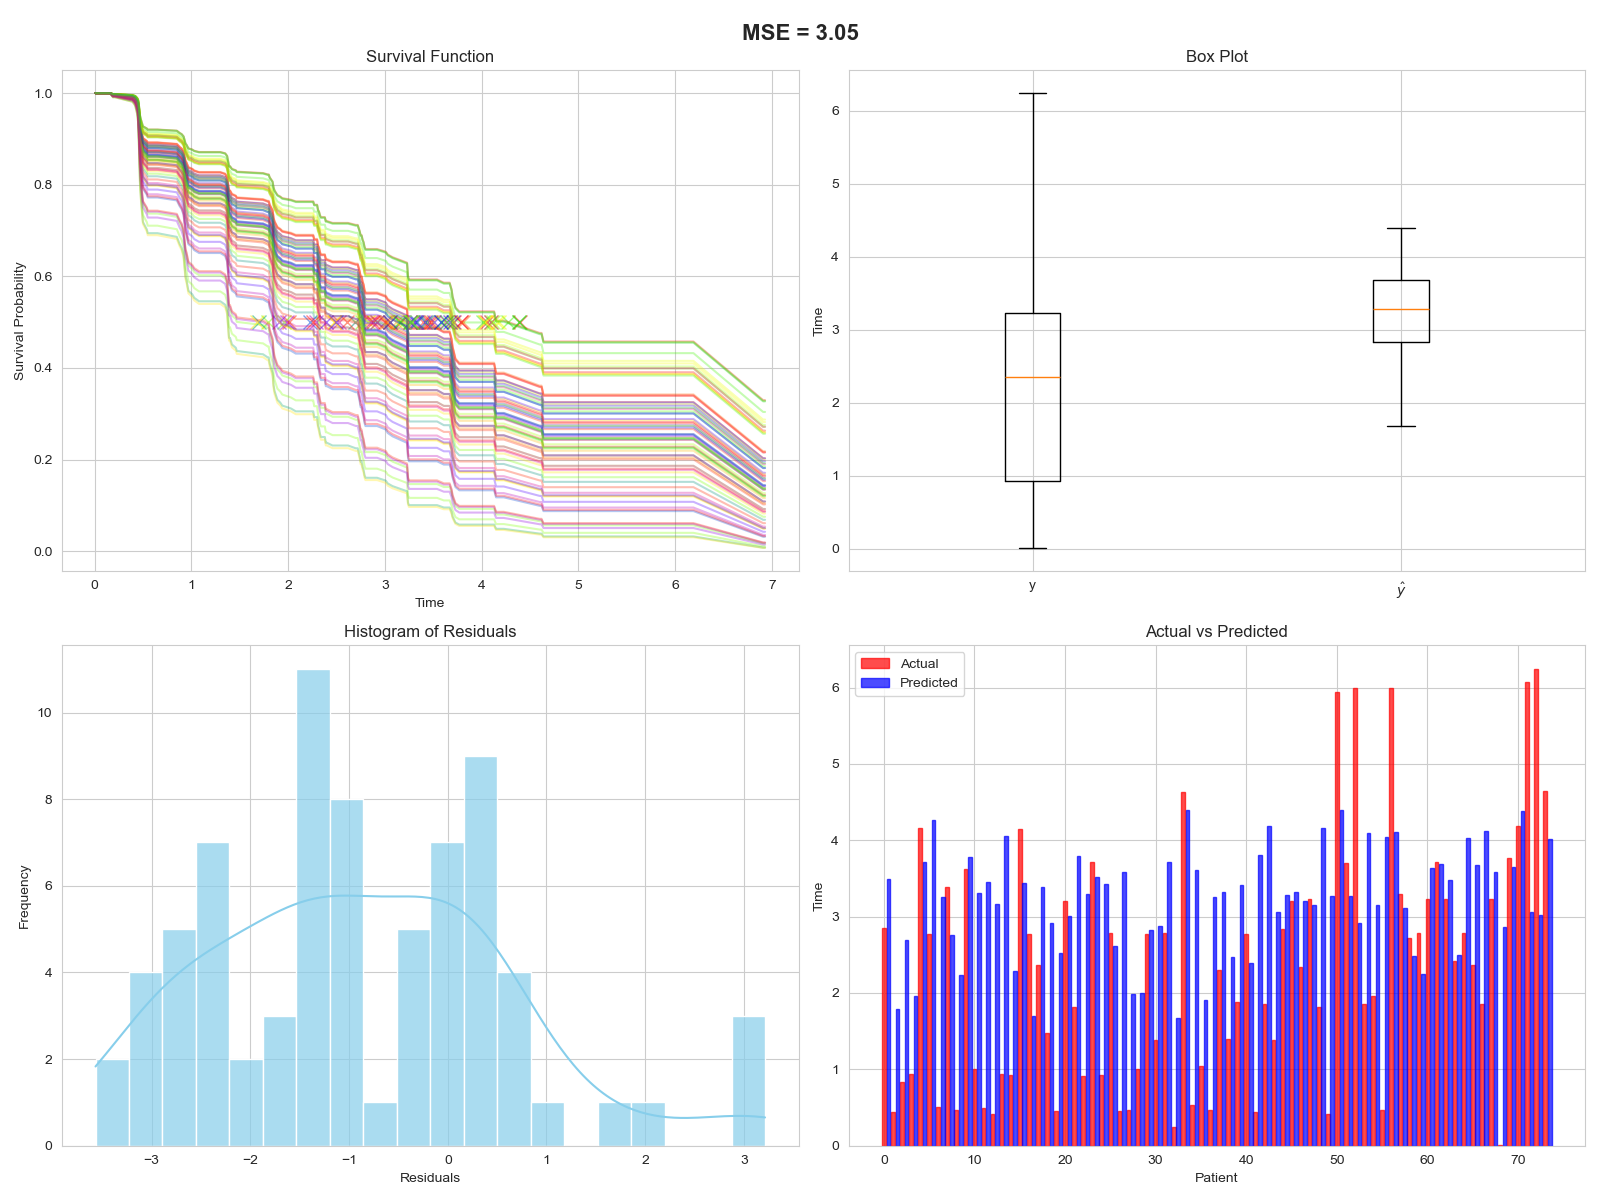 MSE = 3.05
Survival Function
Survival Probability
1.0
0.8
0.6
0.4
0.2
0.0
0 1 2 3 4 5 6 7
Time
Box Plot
Time
6
5
4
3
2
1
0
y ŷ
Histogram of Residuals
Frequency
10
8
6
4
2
0
−3 −2 −1 0 1 2 3
Residuals
Actual vs Predicted
Actual
Predicted
Time
6
5
4
3
2
1
0
0 10 20 30 40 50 60 70
Patient